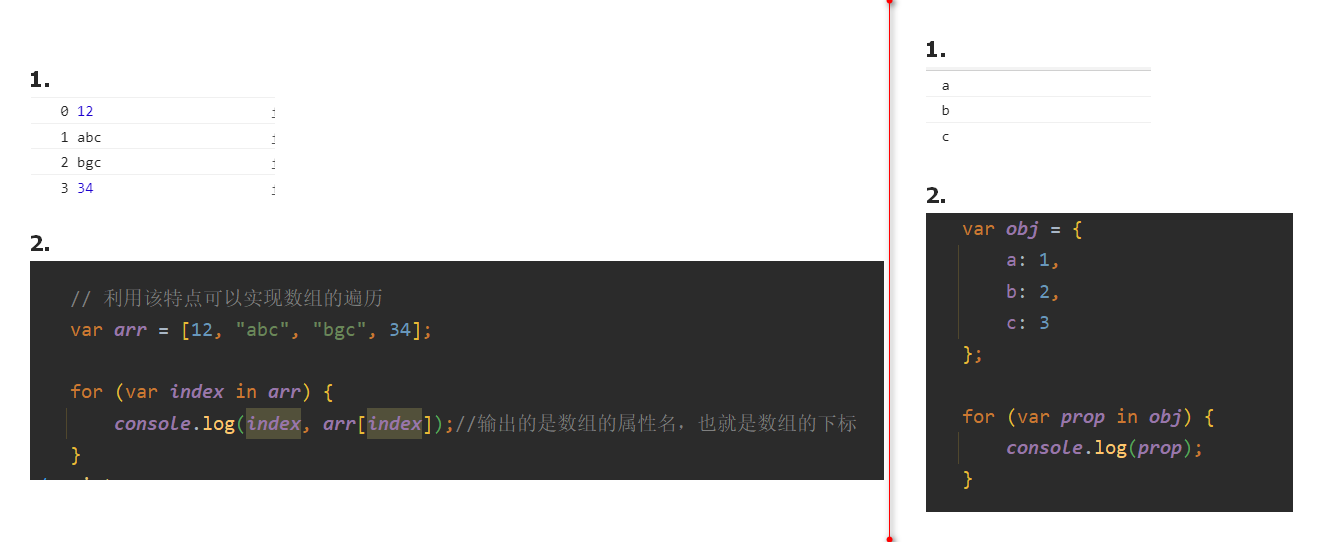 1.
0 12
1 abc
2 bgc
3 34
2.
// 利用该特点可以实现数组的遍历
var arr = [12, "abc", "bgc", 34];
for (var index in arr) {
console.log(index, arr[index]);//输出的是数组的属性名，也就是数组的下标
}
1.
a
b
c
2.
var obj = {
a: 1,
b: 2,
c: 3
};
for (var prop in obj) {
console.log(prop);
}